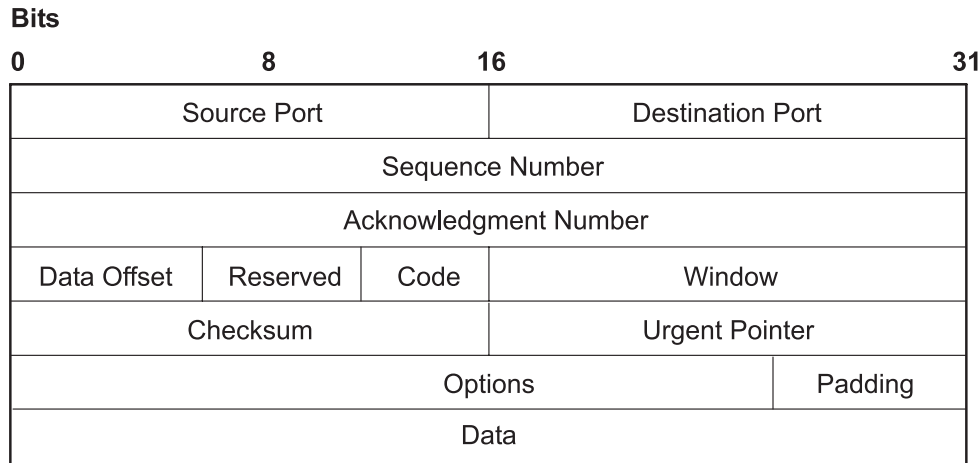 Bits
0 8 16 31
Source Port Destination Port
Sequence Number
Acknowledgment Number
Data Offset Reserved Code Window
Checksum Urgent Pointer
Options Padding
Data